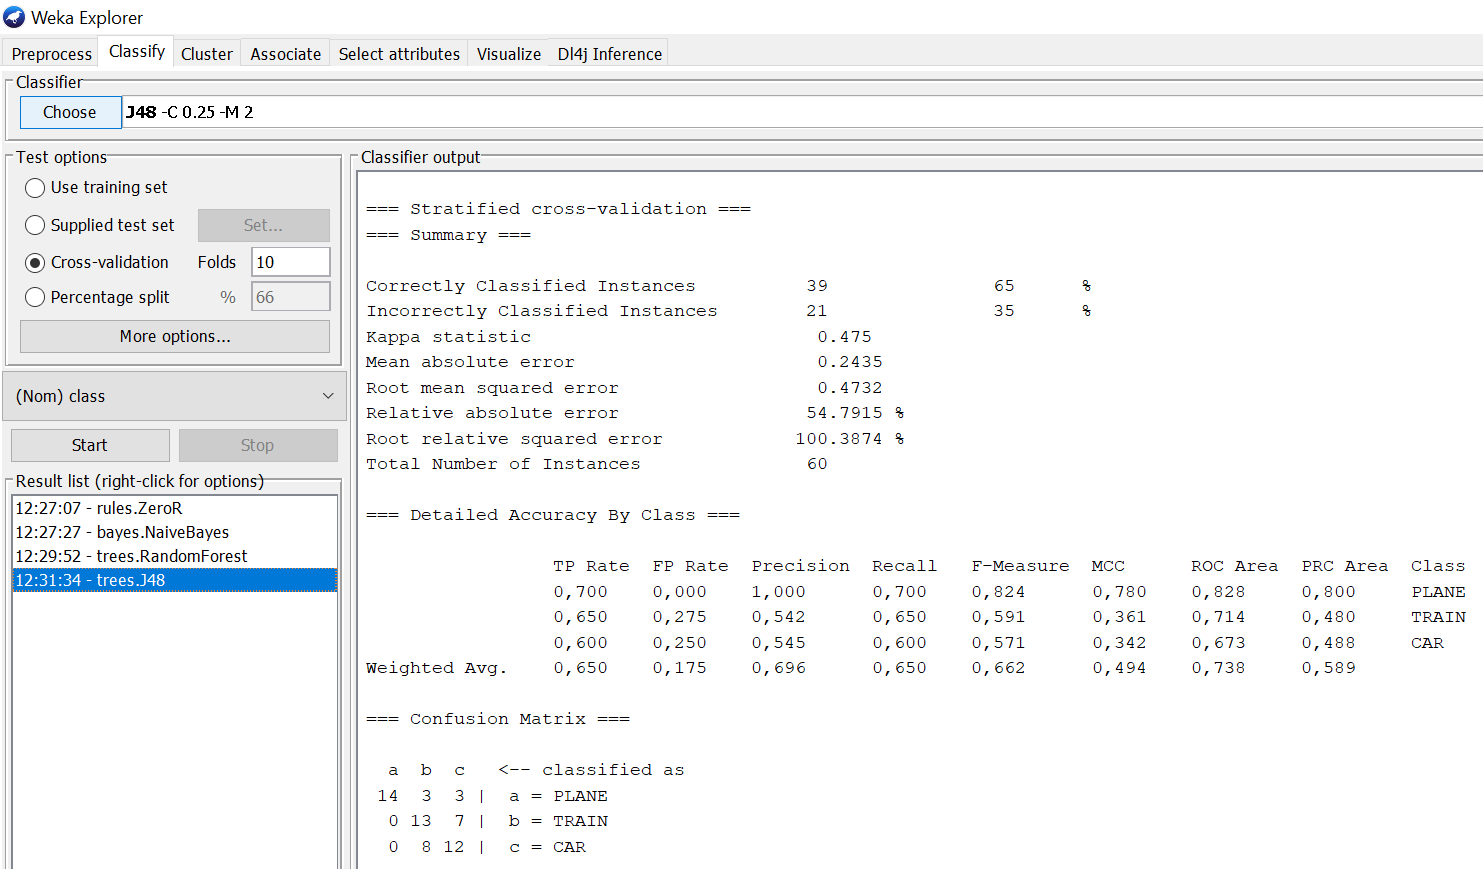 Weka Explorer
Preprocess Classify Cluster Associate Select attributes Visualize Dl4j Inference
Classifier
Choose J48 -C 0.25 -M 2
Test options
Use training set
Supplied test set Set...
Cross-validation Folds 10
Percentage split % 66
More options...
(Nom) class
Start Stop
Result list (right-click for options)
12:27:07 - rules.ZeroR
12:27:27 - bayes.NaiveBayes
12:29:52 - trees.RandomForest
12:31:34 - trees.J48
Classifier output
=== Stratified cross-validation ===
=== Summary ===
Correctly Classified Instances 39 65 %
Incorrectly Classified Instances 21 35 %
Kappa statistic 0.475
Mean absolute error 0.2435
Root mean squared error 0.4732
Relative absolute error 54.7915 %
Root relative squared error 100.3874 %
Total Number of Instances 60
=== Detailed Accuracy By Class ===
TP Rate FP Rate Precision Recall F-Measure MCC ROC Area PRC Area Class
0,700 0,000 1,000 0,700 0,824 0,780 0,828 0,800 PLANE
0,650 0,275 0,542 0,650 0,591 0,361 0,714 0,480 TRAIN
0,600 0,250 0,545 0,600 0,571 0,342 0,673 0,488 CAR
Weighted Avg. 0,650 0,175 0,696 0,650 0,662 0,494 0,738 0,589
=== Confusion Matrix ===
a b c <-- classified as
14 3 3 | a = PLANE
0 13 7 | b = TRAIN
0 8 12 | c = CAR